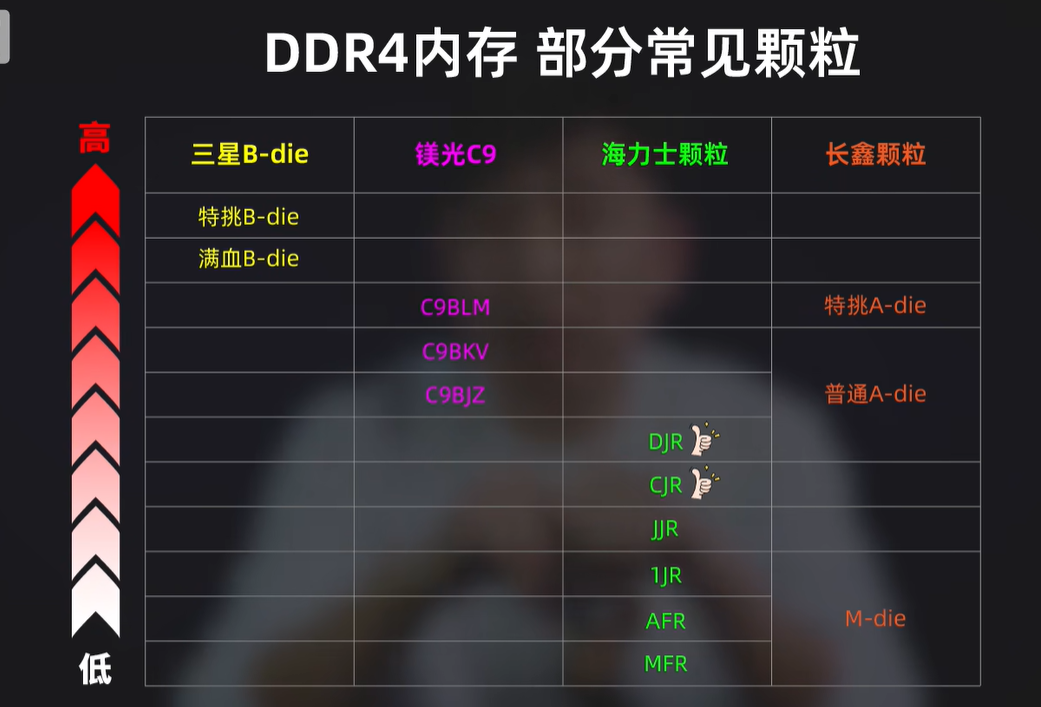 DDR4内存 部分常见颗粒
高
三星B-die 镁光C9 海力士颗粒 长鑫颗粒
特挑B-die
满血B-die
C9BLM 特挑A-die
C9BKV
C9BJZ 普通A-die
DJR
CJR
JJR
1JR
AFR M-die
MFR
低